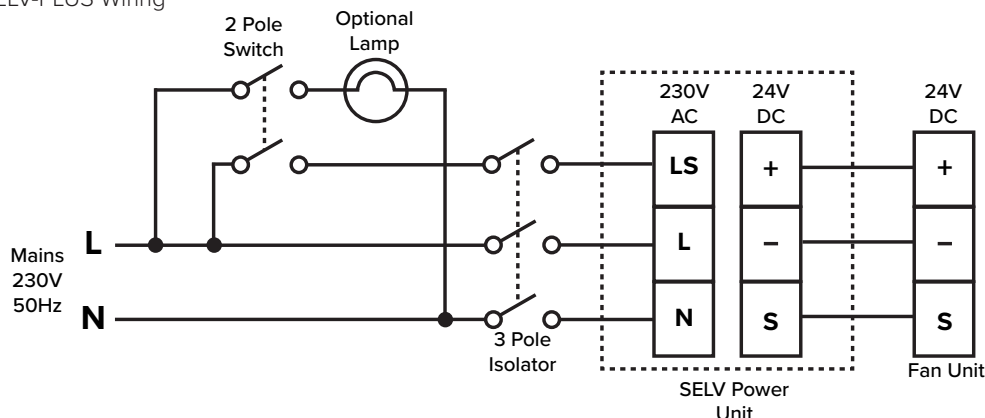 2 Pole
Switch
Optional
Lamp
230V
AC
24V
DC
24V
DC
LS
+
+
Mains
230V
50Hz
L
L
−
−
N
N
S
S
3 Pole
Isolator
SELV Power
Unit
Fan Unit